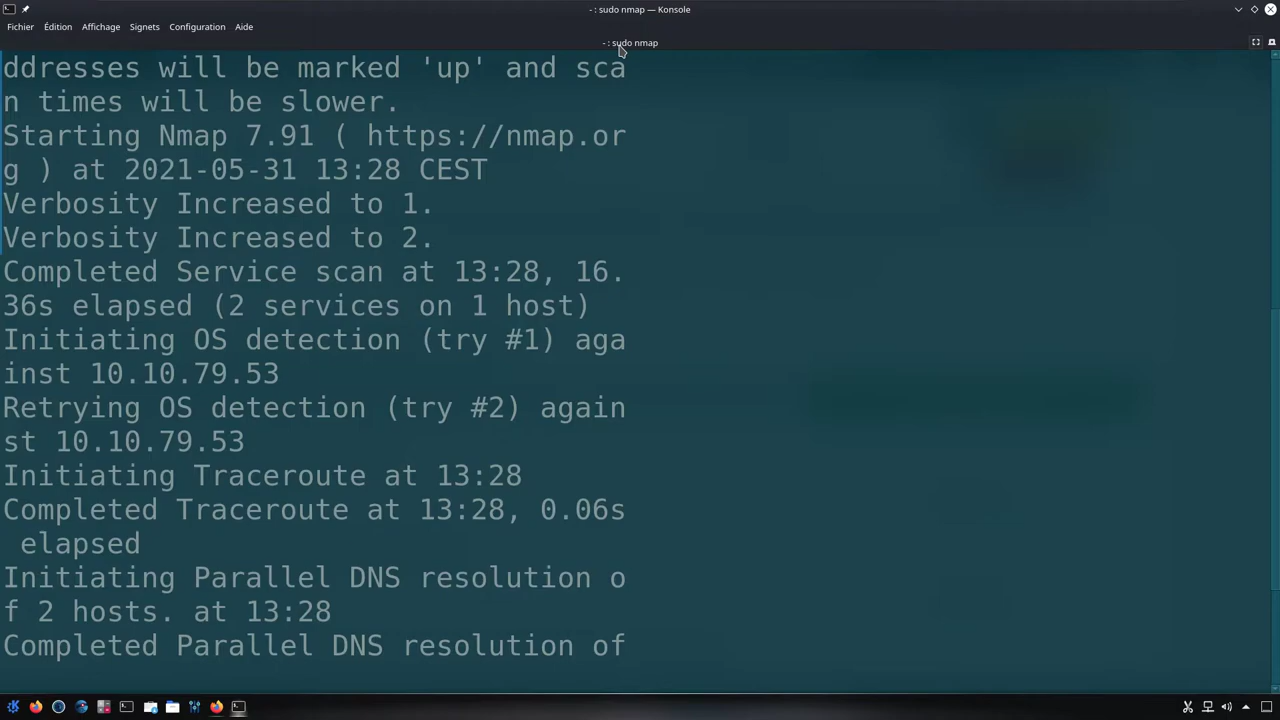 - : sudo nmap — Konsole
Fichier Édition Affichage Signets Configuration Aide
- : sudo nmap
ddresses will be marked 'up' and sca
n times will be slower.
Starting Nmap 7.91 ( https://nmap.or
g ) at 2021-05-31 13:28 CEST
Verbosity Increased to 1.
Verbosity Increased to 2.
Completed Service scan at 13:28, 16.
36s elapsed (2 services on 1 host)
Initiating OS detection (try #1) aga
inst 10.10.79.53
Retrying OS detection (try #2) again
st 10.10.79.53
Initiating Traceroute at 13:28
Completed Traceroute at 13:28, 0.06s
 elapsed
Initiating Parallel DNS resolution o
f 2 hosts. at 13:28
Completed Parallel DNS resolution of